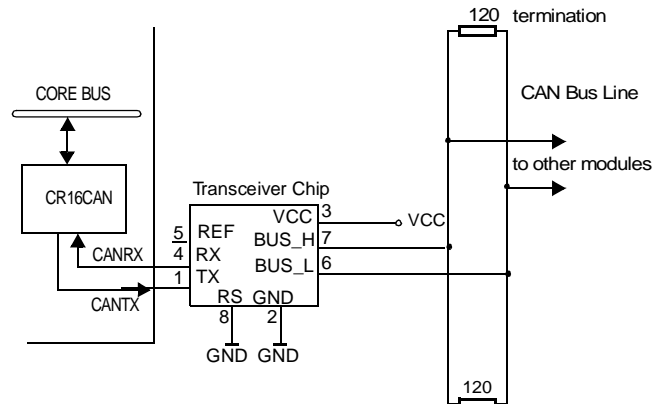 120 termination
CORE BUS
CAN Bus Line
to other modules
Transceiver Chip
CR16CAN
VCC 3 VCC
5 REF
BUS_H 7
4 RX
CANRX
BUS_L 6
1 TX
CANTX
RS GND
8 2
GND GND
120